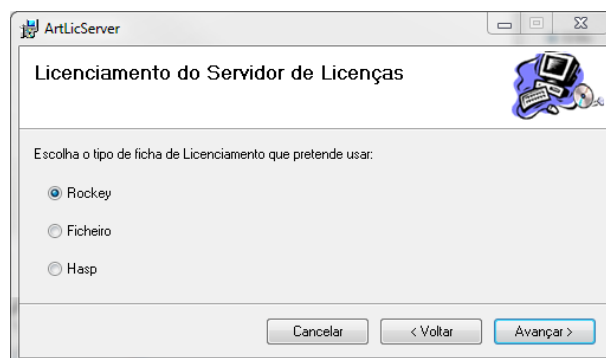 ArtLicServer
Licenciamento do Servidor de Licenças
Escolha o tipo de ficha de Licenciamento que pretende usar:
Rockey
Ficheiro
Hasp
Cancelar
< Voltar
Avançar >